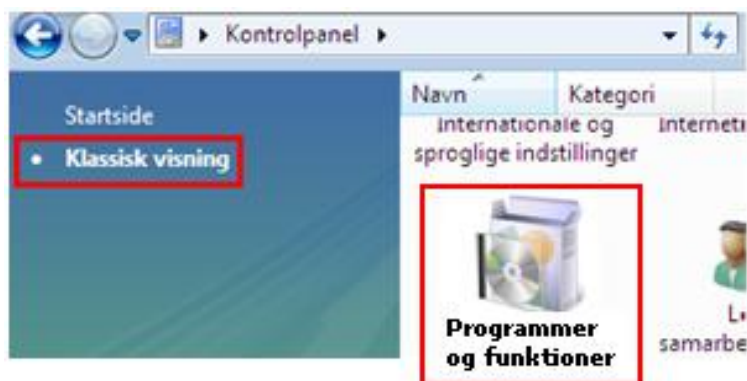 Kontrolpanel
Startside
Klassisk visning
Navn Kategori
Internationale og
sproglige indstillinger
Programmer
og funktioner